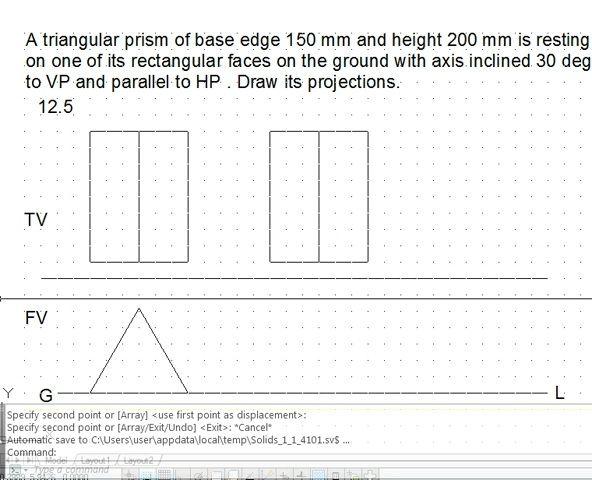 A triangular prism of base edge 150 mm and height 200 mm is resting
on one of its rectangular faces on the ground with axis inclined 30 deg
to VP and parallel to HP . Draw its projections.
12.5
TV
FV
Y
G
L
Specify second point or [Array] <use first point as displacement>:
Specify second point or [Array/Exit/Undo] <Exit>: *Cancel*
Automatic save to C:\Users\user\appdata\local\temp\Solids_1_1_4101.sv$ ...
Command:
Model / Layout1 / Layout2 /
Type a command